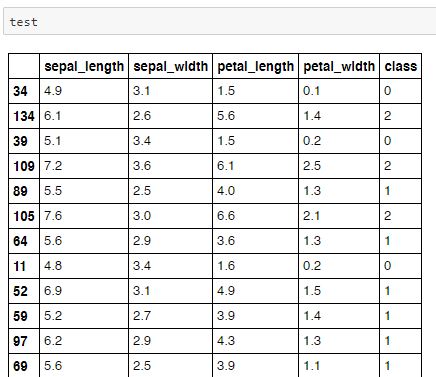 test
sepal_length sepal_width petal_length petal_width class
34 4.9 3.1 1.5 0.1 0
134 6.1 2.6 5.6 1.4 2
39 5.1 3.4 1.5 0.2 0
109 7.2 3.6 6.1 2.5 2
89 5.5 2.5 4.0 1.3 1
105 7.6 3.0 6.6 2.1 2
64 5.6 2.9 3.6 1.3 1
11 4.8 3.4 1.6 0.2 0
52 6.9 3.1 4.9 1.5 1
59 5.2 2.7 3.9 1.4 1
97 6.2 2.9 4.3 1.3 1
69 5.6 2.5 3.9 1.1 1